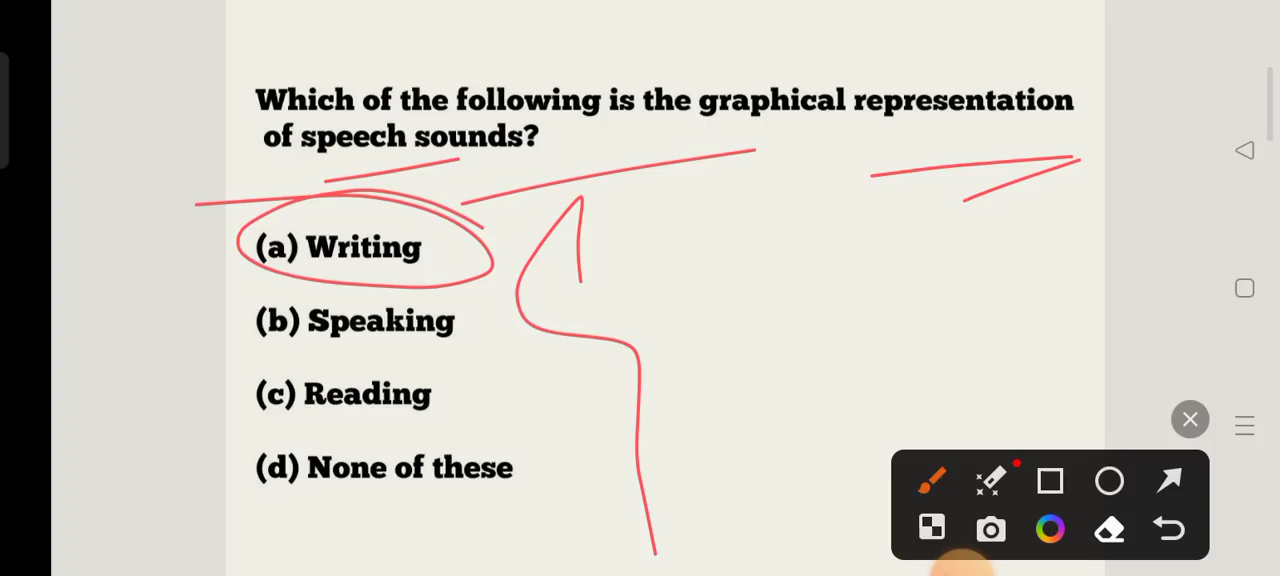 Which of the following is the graphical representation
of speech sounds?
(a) Writing
(b) Speaking
(c) Reading
(d) None of these